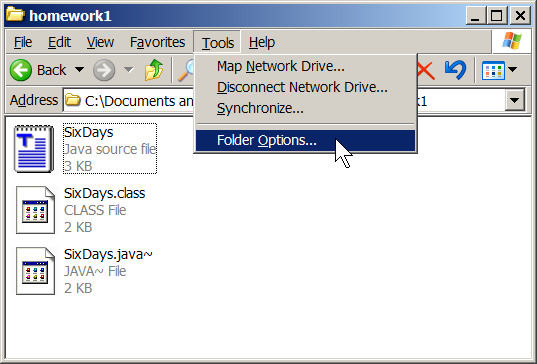 homework1
File Edit View Favorites Tools Help
Back
Map Network Drive...
Disconnect Network Drive...
Synchronize...
Folder Options...
Address C:\Documents an k1
SixDays
Java source file
3 KB
SixDays.class
CLASS File
2 KB
SixDays.java~
JAVA~ File
2 KB